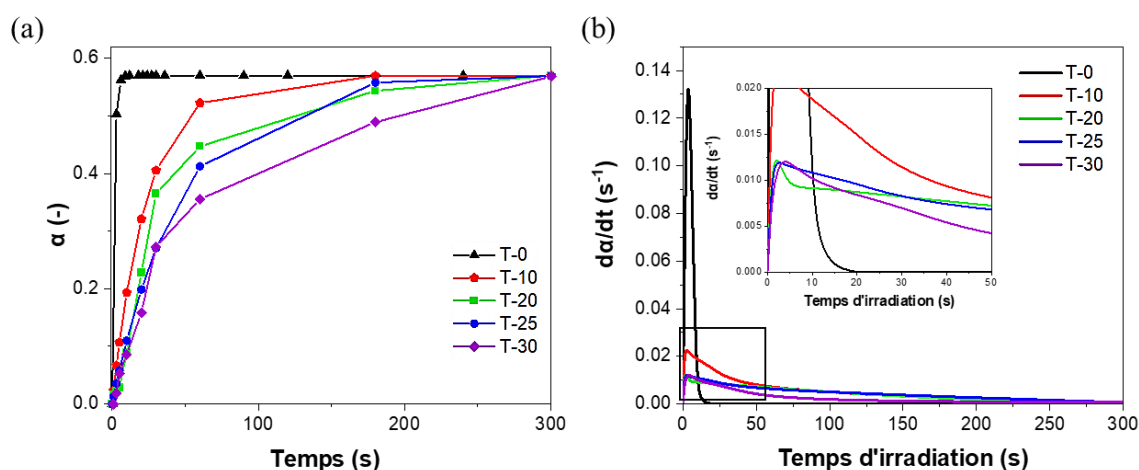 (a)
0.6
0.4
0.2
0.0
α (-)
0
100
200
300
Temps (s)
T-0
T-10
T-20
T-25
T-30
(b)
0.14
0.12
0.10
0.08
0.06
0.04
0.02
0.00
dα/dt (s⁻¹)
0
50
100
150
200
250
300
Temps d'irradiation (s)
T-0
T-10
T-20
T-25
T-30
0.020
0.015
0.010
0.005
0.000
dα/dt (s⁻¹)
0
10
20
30
40
50
Temps d'irradiation (s)